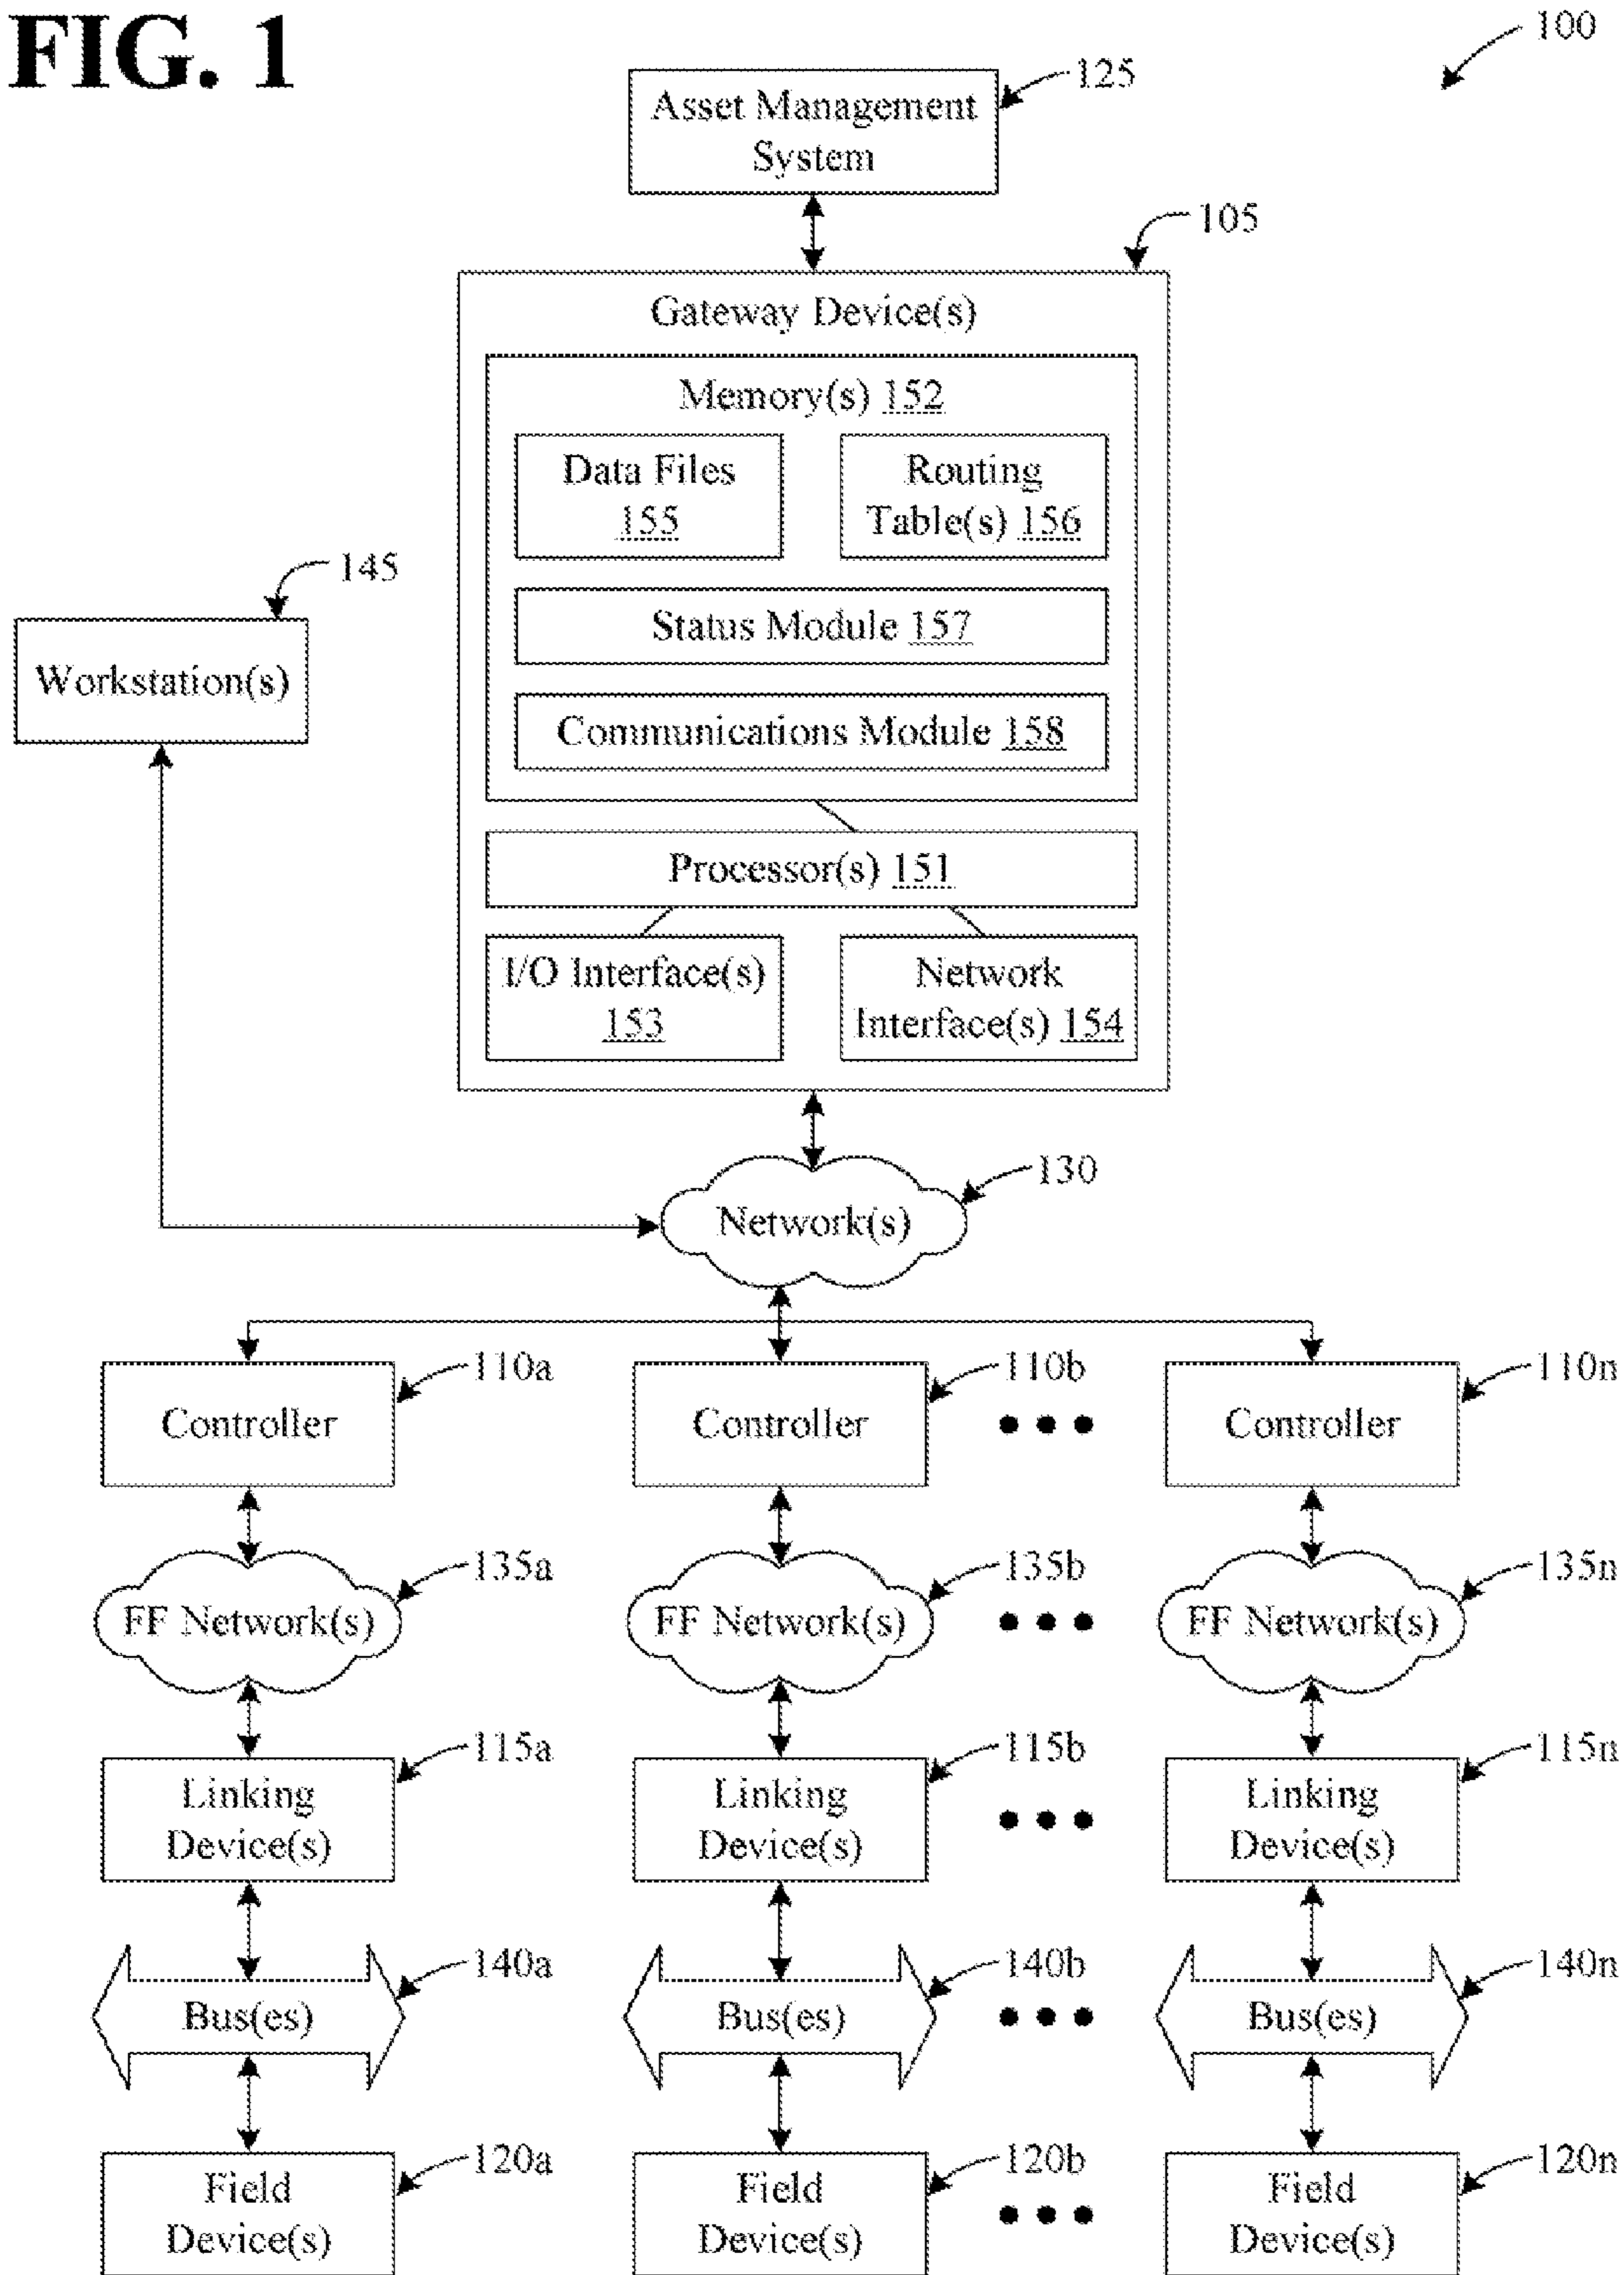 FIG. 1
100
125
Asset Management
System
105
Gateway Device(s)
Memory(s) 152
Data Files
155
Routing
Table(s) 156
Status Module 157
Communications Module 158
145
Workstation(s)
Processor(s) 151
I/O Interface(s)
153
Network
Interface(s) 154
130
Network(s)
110a
110b
110n
Controller
Controller
Controller
135a
135b
135n
FF Network(s)
FF Network(s)
FF Network(s)
115a
115b
115n
Linking
Device(s)
Linking
Device(s)
Linking
Device(s)
140a
140b
140n
Bus(es)
Bus(es)
Bus(es)
120a
120b
120n
Field
Device(s)
Field
Device(s)
Field
Device(s)